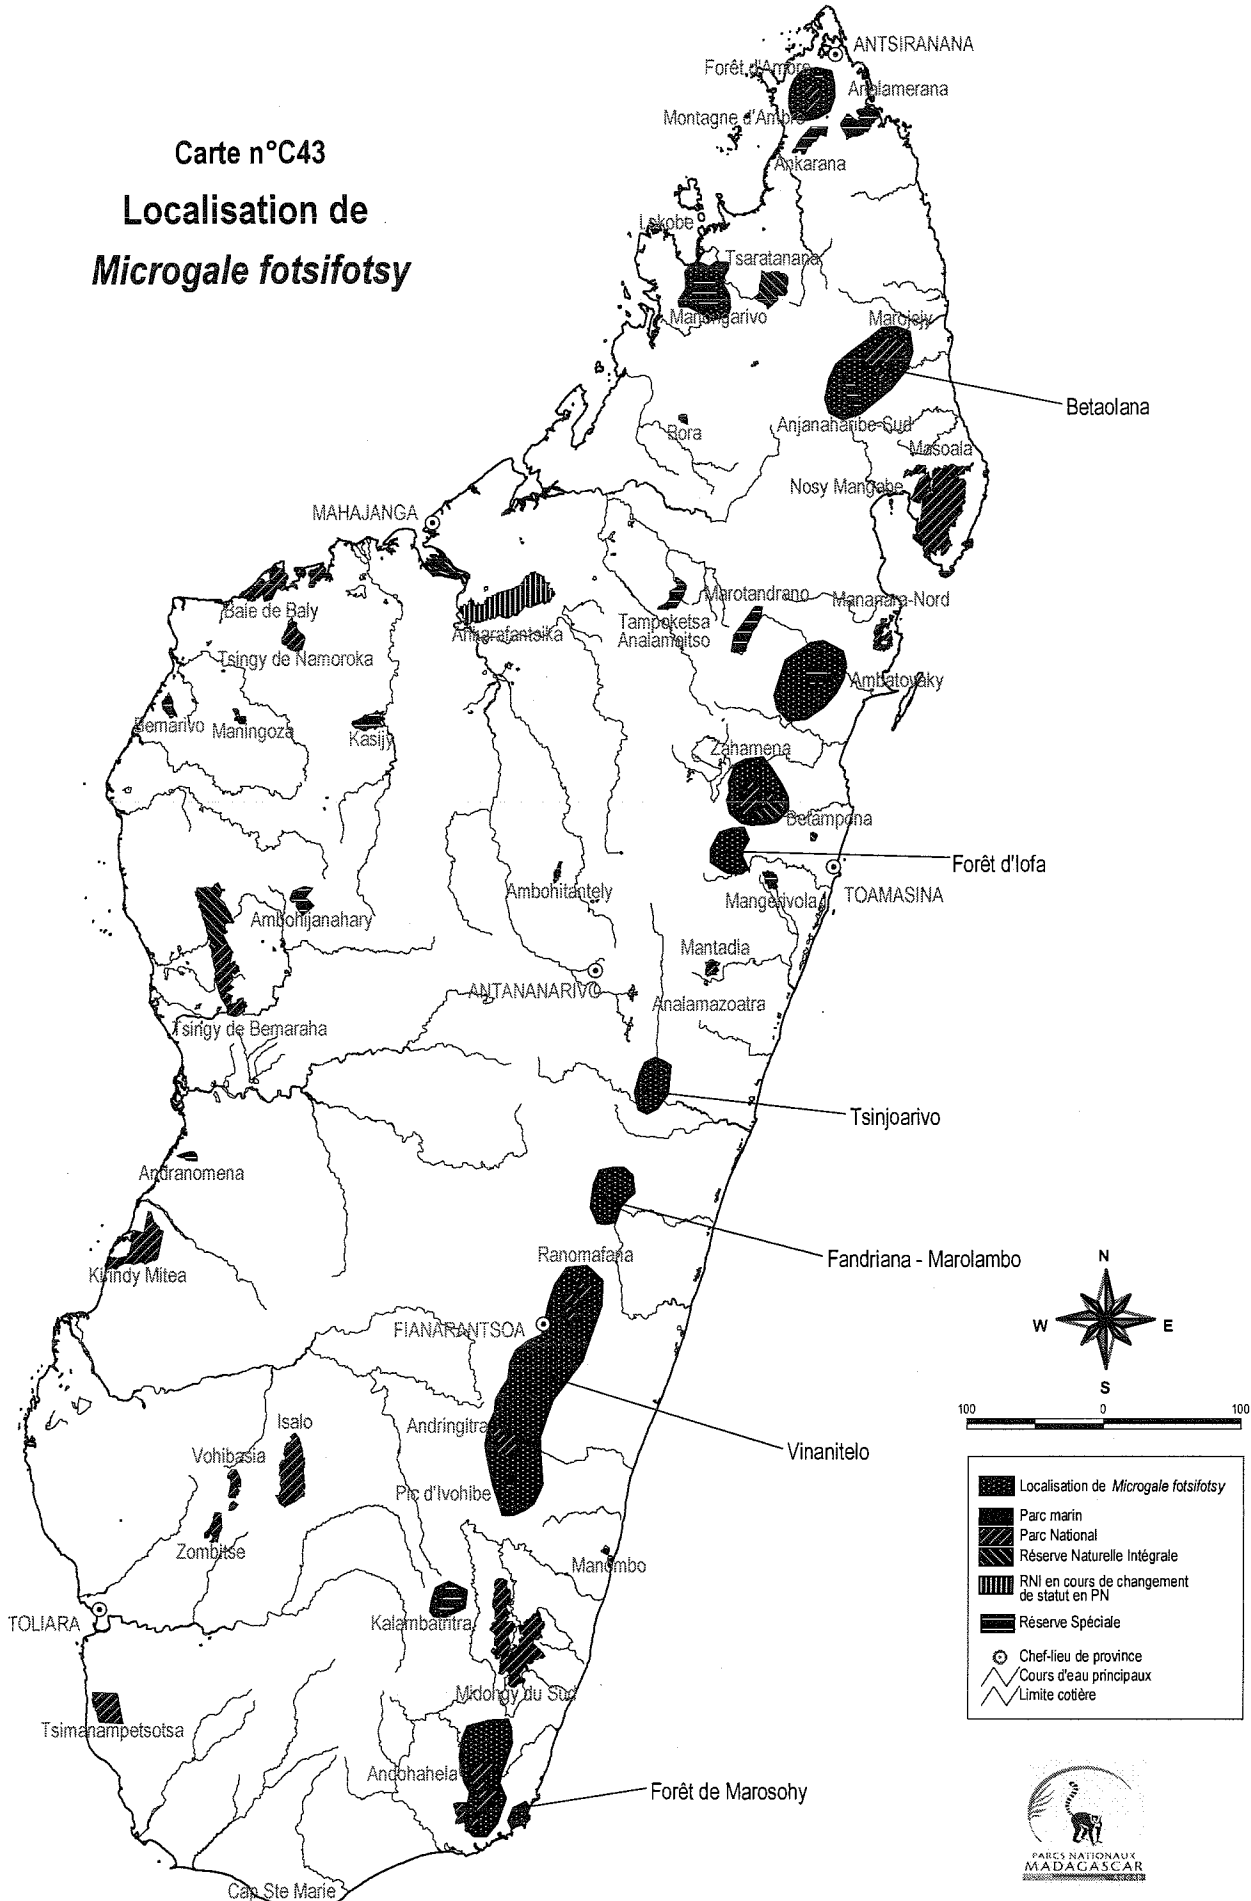 Carte n°C43
Localisation de
Microgale fotsifotsy
ANTSIRANANA
Forêt d'Ambre
Analamerana
Montagne d'Ambre
Ankarana
Lokobe
Tsaratanana
Manongarivo
Marojejy
Betaolana
Anjanaharibe-Sud
Bora
Masoala
Nosy Mangabe
MAHAJANGA
Baie de Baly
Ankarafantsika
Marotandrano
Mananara-Nord
Tampoketsa
Analamaitso
Tsingy de Namoroka
Ambatovaky
Bemarivo
Maningoza
Kasijy
Zahamena
Betampona
Forêt d'Iofa
Ambohitantely
Mangerivola
TOAMASINA
Ambohijanahary
Mantadia
ANTANANARIVO
Analamazoatra
Tsingy de Bemaraha
Tsinjoarivo
Andranomena
Kirindy Mitea
Ranomafana
Fandriana - Marolambo
FIANARANTSOA
Isalo
Andringitra
Vohibasia
Vinanitelo
Pic d'Ivohibe
Zombitse
Manombo
TOLIARA
Kalambatritra
Midongy du Sud
Tsimanampetsotsa
Andohahela
Forêt de Marosohy
Cap Ste Marie
N
W
E
S
100 0 100
Localisation de Microgale fotsifotsy
Parc marin
Parc National
Réserve Naturelle Intégrale
RNI en cours de changement
de statut en PN
Réserve Spéciale
Chef-lieu de province
Cours d'eau principaux
Limite cotière
PARCS NATIONAUX
MADAGASCAR